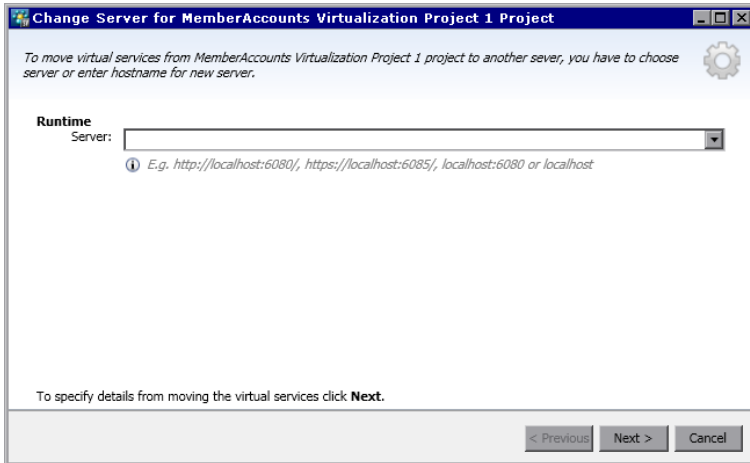 Change Server for MemberAccounts Virtualization Project 1 Project
To move virtual services from MemberAccounts Virtualization Project 1 project to another sever, you have to choose
server or enter hostname for new server.
Runtime
Server:
E.g. http://localhost:6080/, https://localhost:6085/, localhost:6080 or localhost
To specify details from moving the virtual services click Next.
< Previous Next > Cancel